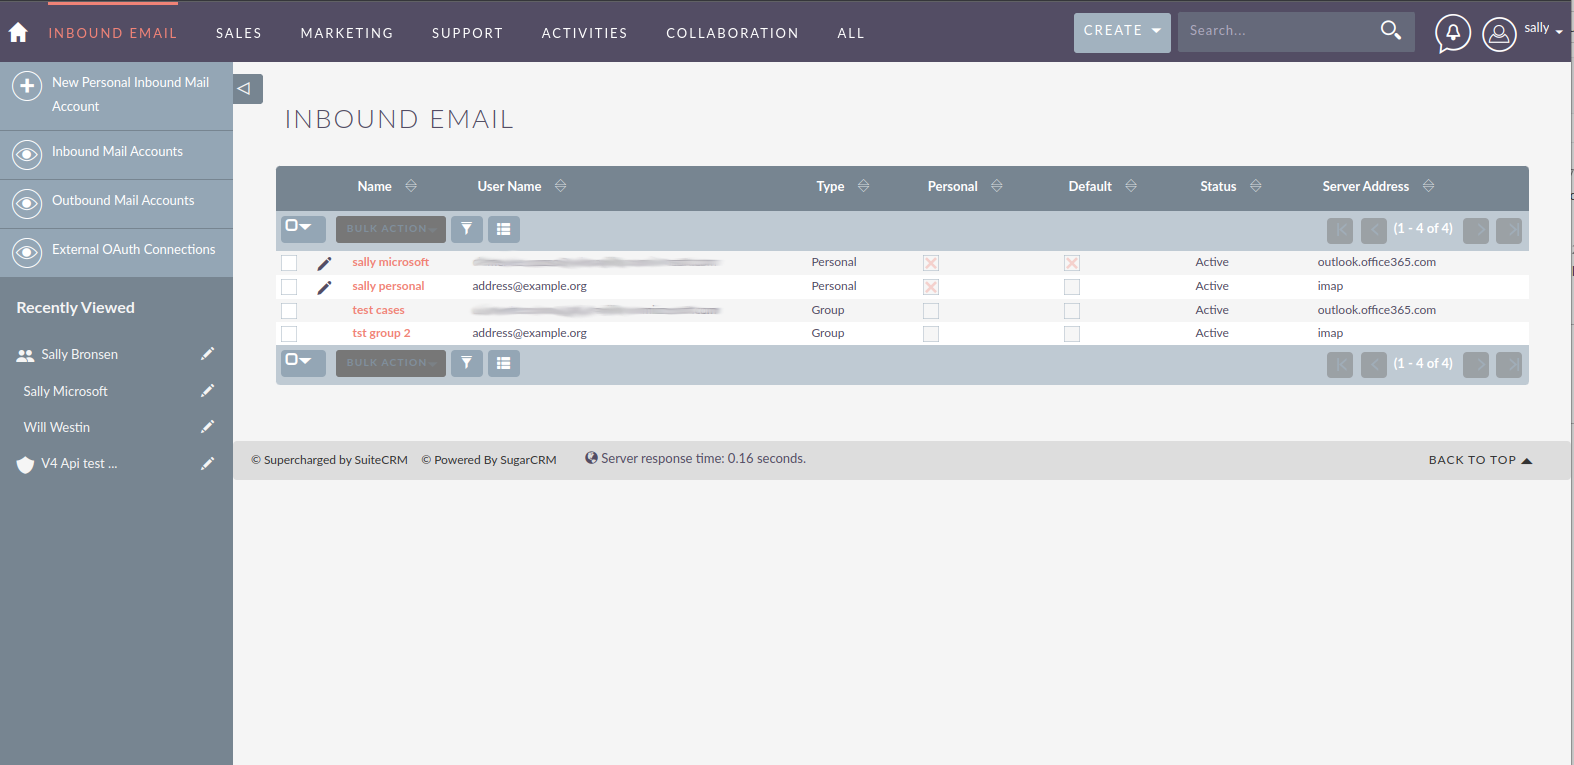 INBOUND EMAIL SALES MARKETING SUPPORT ACTIVITIES COLLABORATION ALL CREATE Search... sally
New Personal Inbound Mail
Account
Inbound Mail Accounts
Outbound Mail Accounts
External OAuth Connections
Recently Viewed
Sally Bronsen
Sally Microsoft
Will Westin
V4 Api test ...
INBOUND EMAIL
Name User Name Type Personal Default Status Server Address
BULK ACTION (1 - 4 of 4)
sally microsoft Personal Active outlook.office365.com
sally personal address@example.org Personal Active imap
test cases Group Active outlook.office365.com
tst group 2 address@example.org Group Active imap
BULK ACTION (1 - 4 of 4)
© Supercharged by SuiteCRM © Powered By SugarCRM Server response time: 0.16 seconds. BACK TO TOP